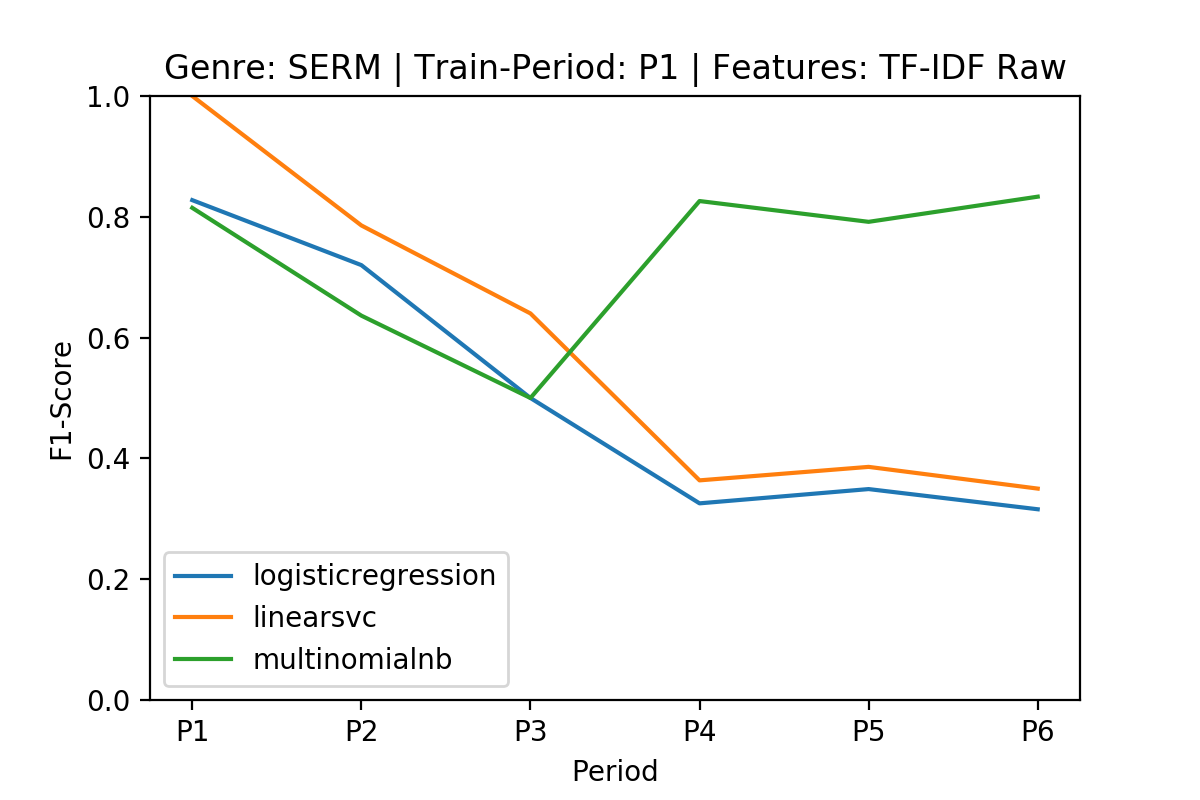 Genre: SERM | Train-Period: P1 | Features: TF-IDF Raw
1.0
0.8
0.6
0.4
0.2
0.0
F1-Score
logisticregression
linearsvc
multinomialnb
P1 P2 P3 P4 P5 P6
Period